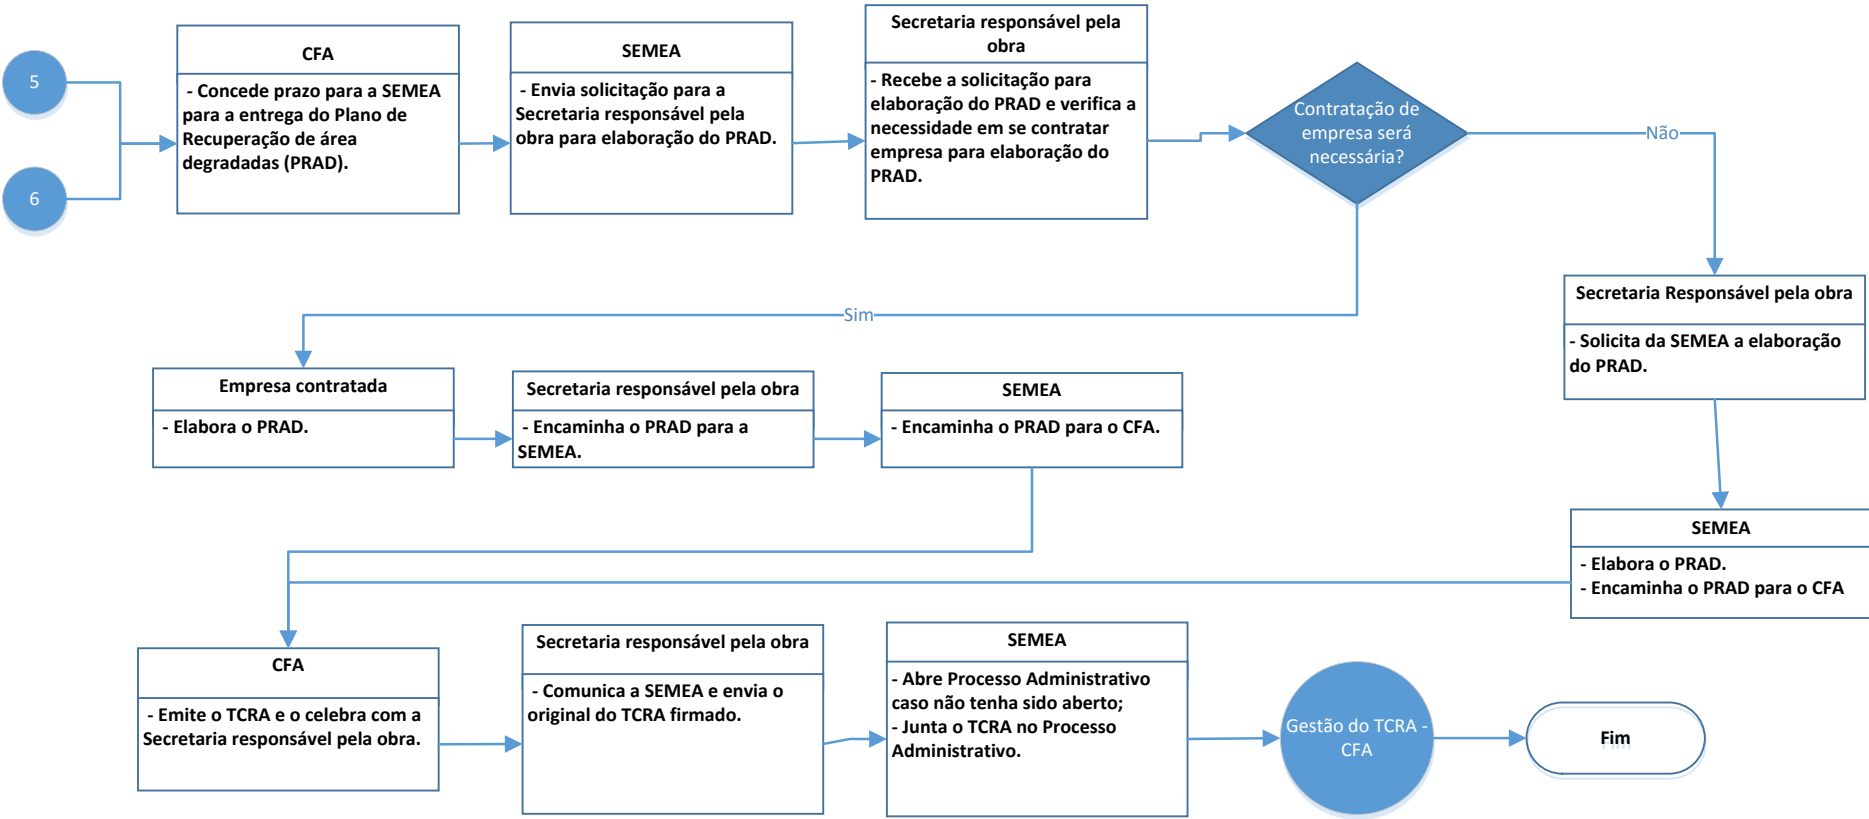 5
6
CFA
- Concede prazo para a SEMEA
para a entrega do Plano de
Recuperação de área
degradadas (PRAD).
SEMEA
- Envia solicitação para a
Secretaria responsável pela
obra para elaboração do PRAD.
Secretaria responsável pela
obra
- Recebe a solicitação para
elaboração do PRAD e verifica a
necessidade em se contratar
empresa para elaboração do
PRAD.
Contratação de
empresa será
necessária?
Não
Secretaria Responsável pela obra
- Solicita da SEMEA a elaboração
do PRAD.
Sim
Empresa contratada
- Elabora o PRAD.
Secretaria responsável pela obra
- Encaminha o PRAD para a
SEMEA.
SEMEA
- Encaminha o PRAD para o CFA.
SEMEA
- Elabora o PRAD.
- Encaminha o PRAD para o CFA
CFA
- Emite o TCRA e o celebra com a
Secretaria responsável pela obra.
Secretaria responsável pela obra
- Comunica a SEMEA e envia o
original do TCRA firmado.
SEMEA
- Abre Processo Administrativo
caso não tenha sido aberto;
- Junta o TCRA no Processo
Administrativo.
Gestão do TCRA -
CFA
Fim